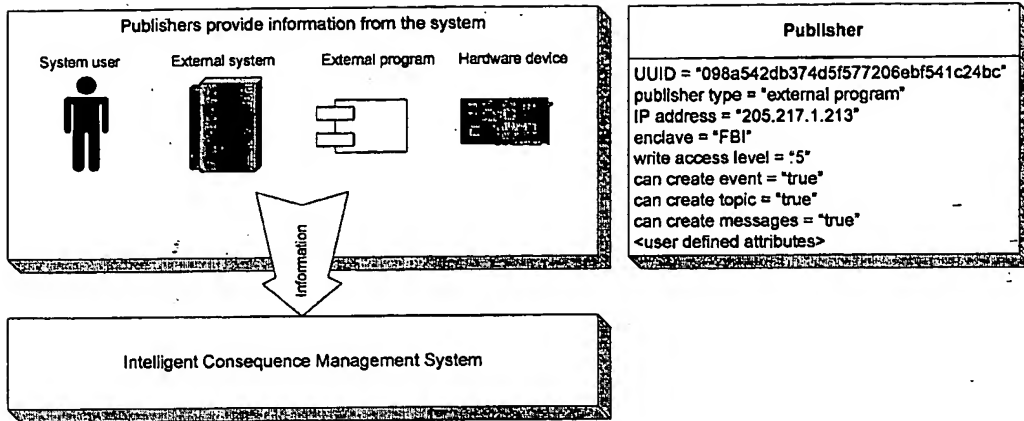 Publishers provide information from the system
System user
External system
External program
Hardware device
Information
Intelligent Consequence Management System
Publisher
UUID = "098a542db374d5f577206ebf541c24bc"
publisher type = "external program"
IP address = "205.217.1.213"
enclave = "FBI"
write access level = "5"
can create event = "true"
can create topic = "true"
can create messages = "true"
<user defined attributes>